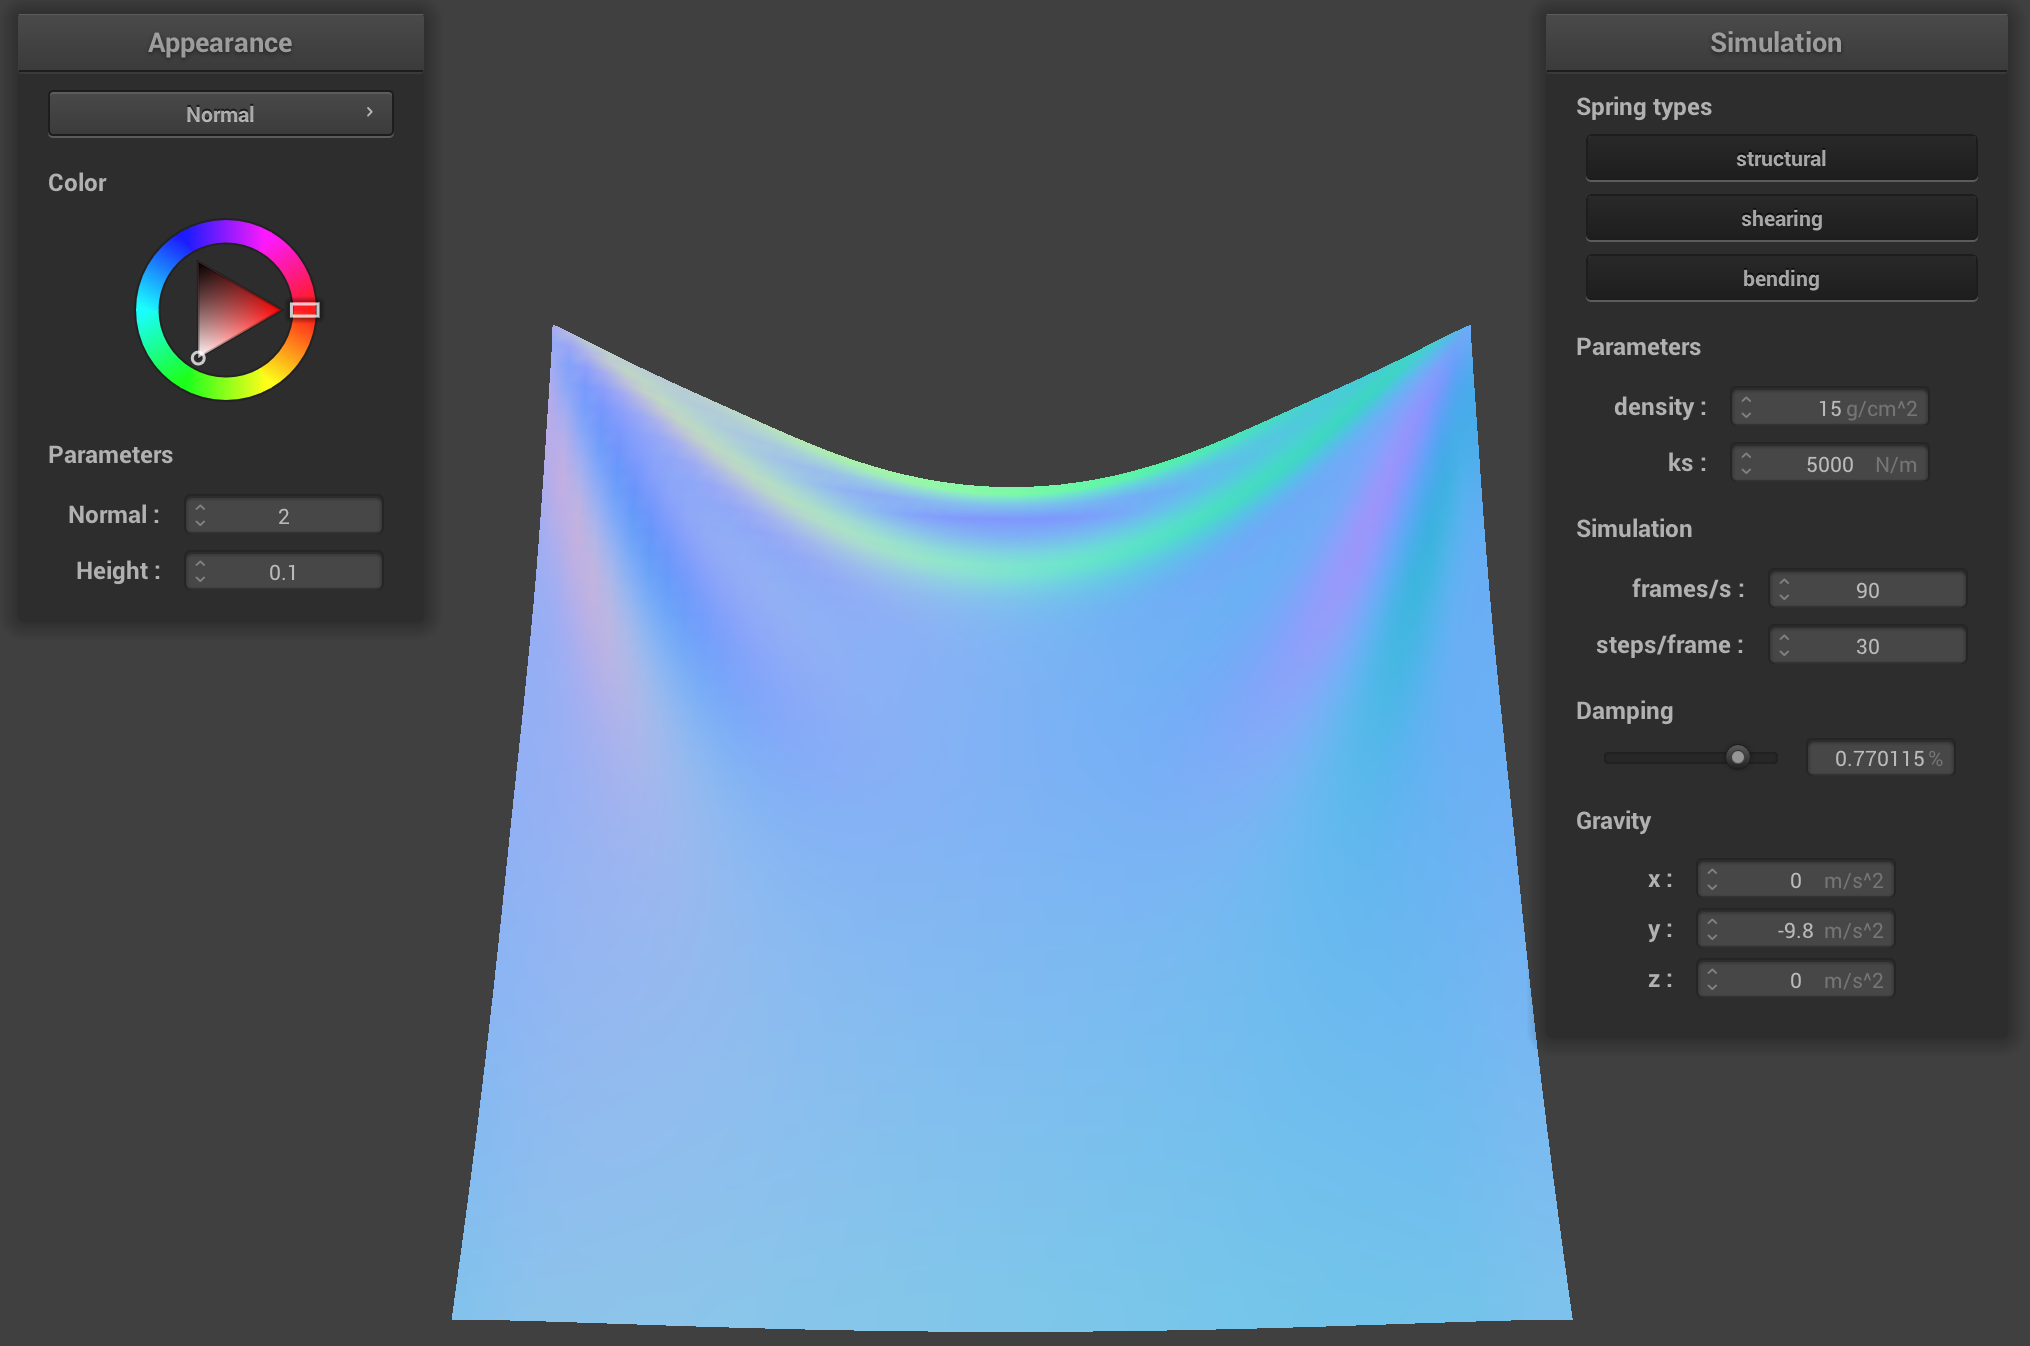 Appearance
Normal
Color
Parameters
Normal : 2
Height : 0.1
Simulation
Spring types
structural
shearing
bending
Parameters
density : 15 g/cm^2
ks : 5000 N/m
Simulation
frames/s : 90
steps/frame : 30
Damping
0.770115 %
Gravity
x : 0 m/s^2
y : -9.8 m/s^2
z : 0 m/s^2